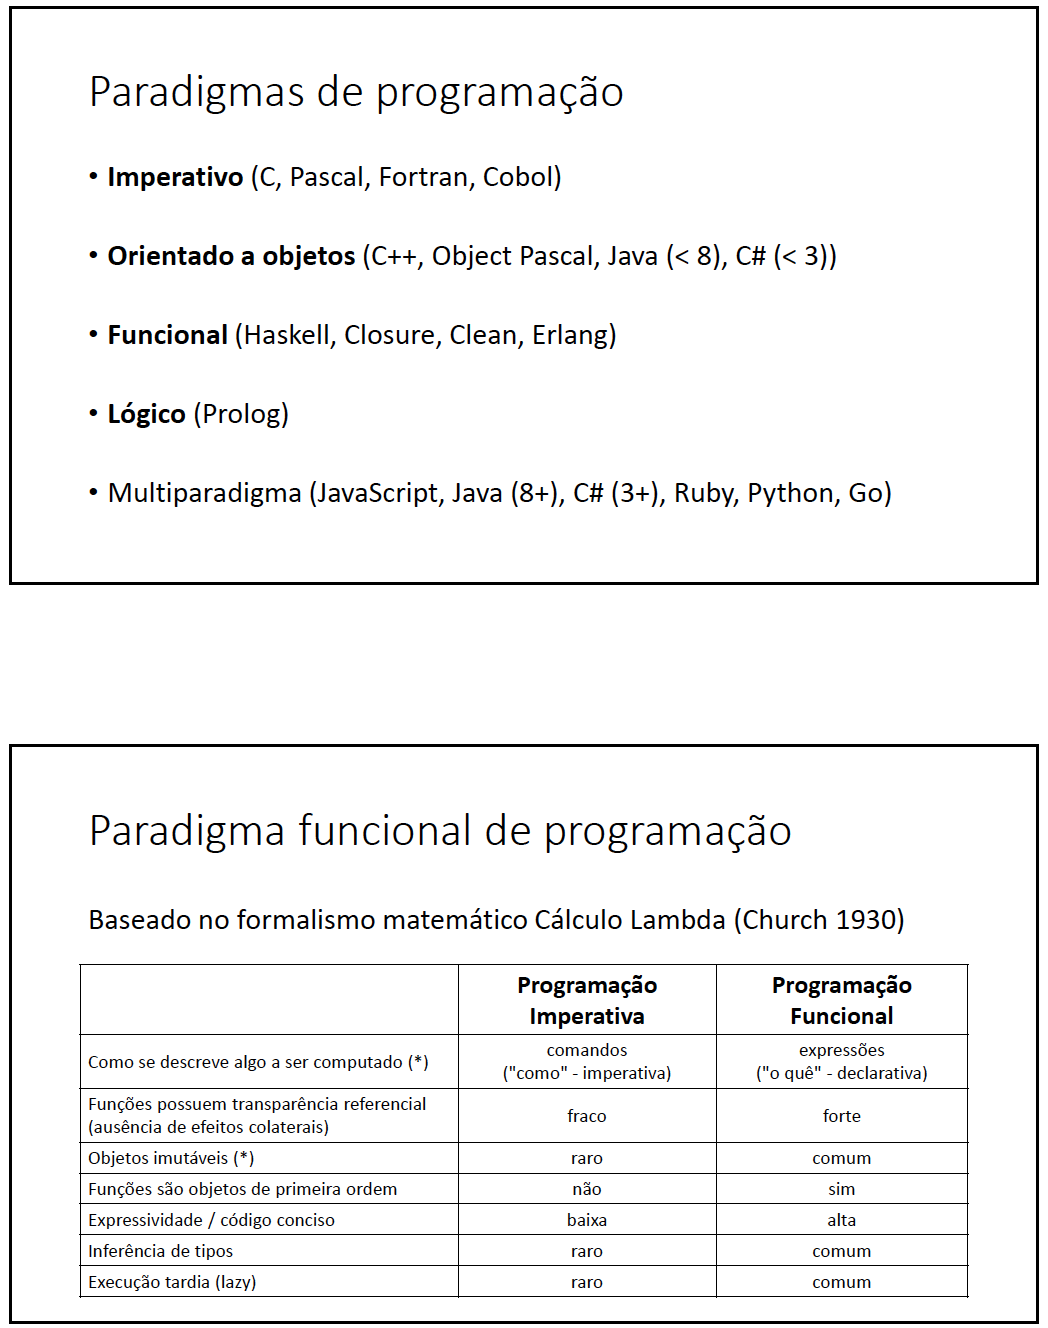 Paradigmas de programação
• Imperativo (C, Pascal, Fortran, Cobol)
• Orientado a objetos (C++, Object Pascal, Java (< 8), C# (< 3))
• Funcional (Haskell, Closure, Clean, Erlang)
• Lógico (Prolog)
• Multiparadigma (JavaScript, Java (8+), C# (3+), Ruby, Python, Go)
Paradigma funcional de programação
Baseado no formalismo matemático Cálculo Lambda (Church 1930)
Programação Programação
Imperativa Funcional
Como se descreve algo a ser computado (*) comandos expressões
("como" - imperativa) ("o quê" - declarativa)
Funções possuem transparência referencial
(ausência de efeitos colaterais) fraco forte
Objetos imutáveis (*) raro comum
Funções são objetos de primeira ordem não sim
Expressividade / código conciso baixa alta
Inferência de tipos raro comum
Execução tardia (lazy) raro comum